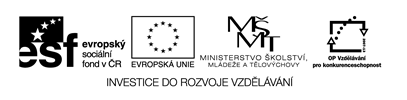 esf
evropský
sociální
fond v ČR
EVROPSKÁ UNIE
MŠMT
MINISTERSTVO ŠKOLSTVÍ,
MLÁDEŽE A TĚLOVÝCHOVY
OP Vzdělávání
pro konkurenceschopnost
INVESTICE DO ROZVOJE VZDĚLÁVÁNÍ